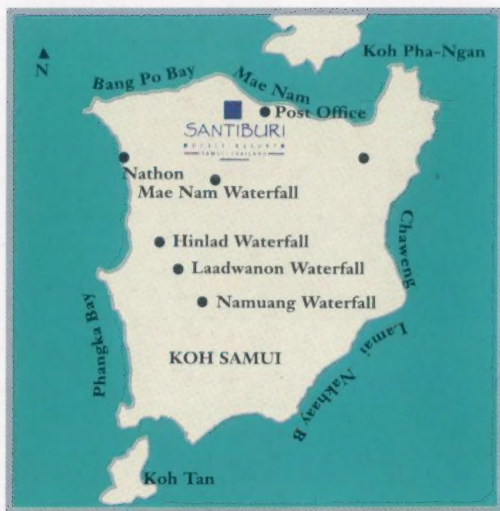 Koh Pha-Ngan
N
Bang Po Bay
Mae Nam
Post Office
SANTIBURI
Nathon
Mae Nam Waterfall
Hinlad Waterfall
Laadwanon Waterfall
Namuang Waterfall
Chaweng
Lamai
Phangka Bay
KOH SAMUI
Nakhaay B
Koh Tan